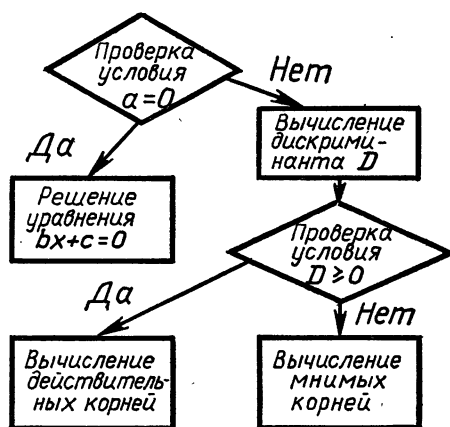 Проверка
условия
a=0
Нет
Да
Вычисление
дискрими-
нанта D
Решение
уравнения
bx+c=0
Проверка
условия
D≥0
Да
Нет
Вычисление
действитель-
ных корней
Вычисление
мнимых
корней